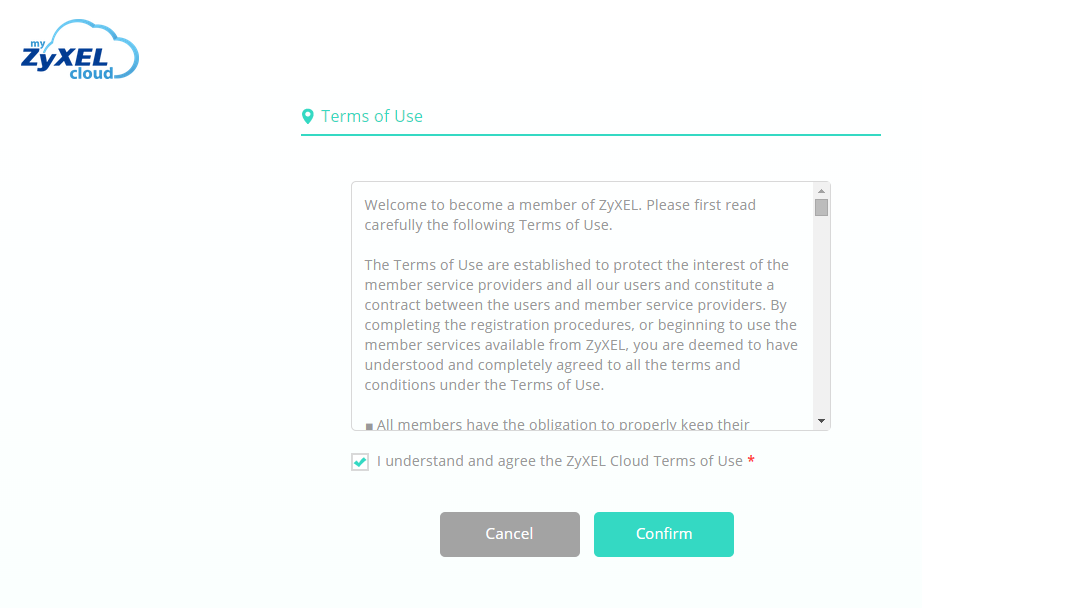 my
ZyXEL
cloud
Terms of Use
Welcome to become a member of ZyXEL. Please first read
carefully the following Terms of Use.
The Terms of Use are established to protect the interest of the
member service providers and all our users and constitute a
contract between the users and member service providers. By
completing the registration procedures, or beginning to use the
member services available from ZyXEL, you are deemed to have
understood and completely agreed to all the terms and
conditions under the Terms of Use.
■ All members have the obligation to properly keep their
I understand and agree the ZyXEL Cloud Terms of Use *
Cancel
Confirm